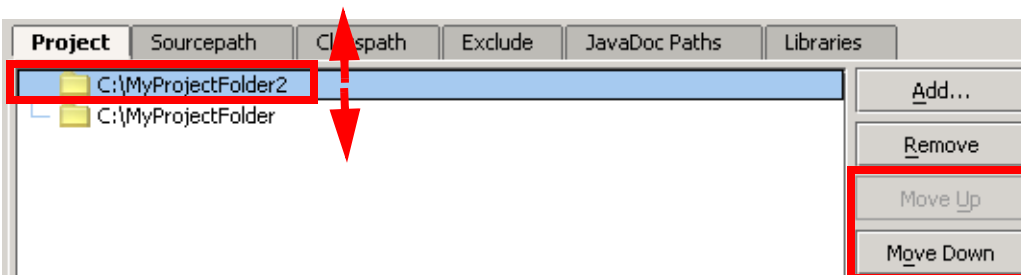 Project Sourcepath Classpath Exclude JavaDoc Paths Libraries
C:\MyProjectFolder2
C:\MyProjectFolder
Add...
Remove
Move Up
Move Down